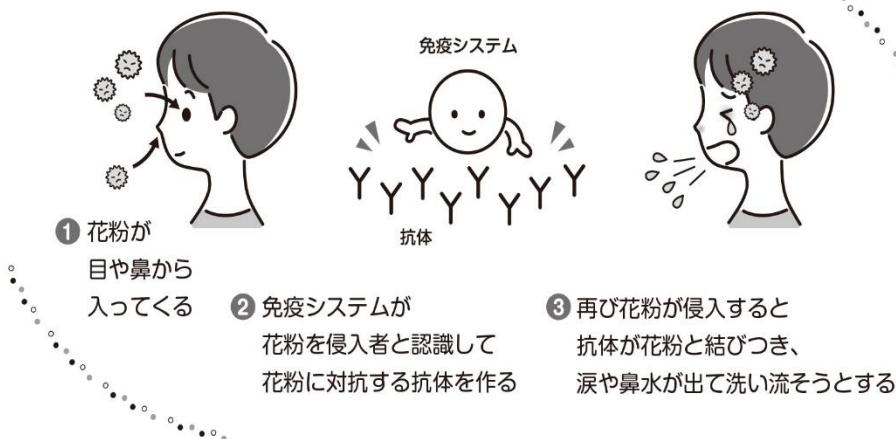 免疫システム
抗体
❶ 花粉が
目や鼻から
入ってくる
❷ 免疫システムが
花粉を侵入者と認識して
花粉に対抗する抗体を作る
❸ 再び花粉が侵入すると
抗体が花粉と結びつき、
涙や鼻水が出て洗い流そうとする